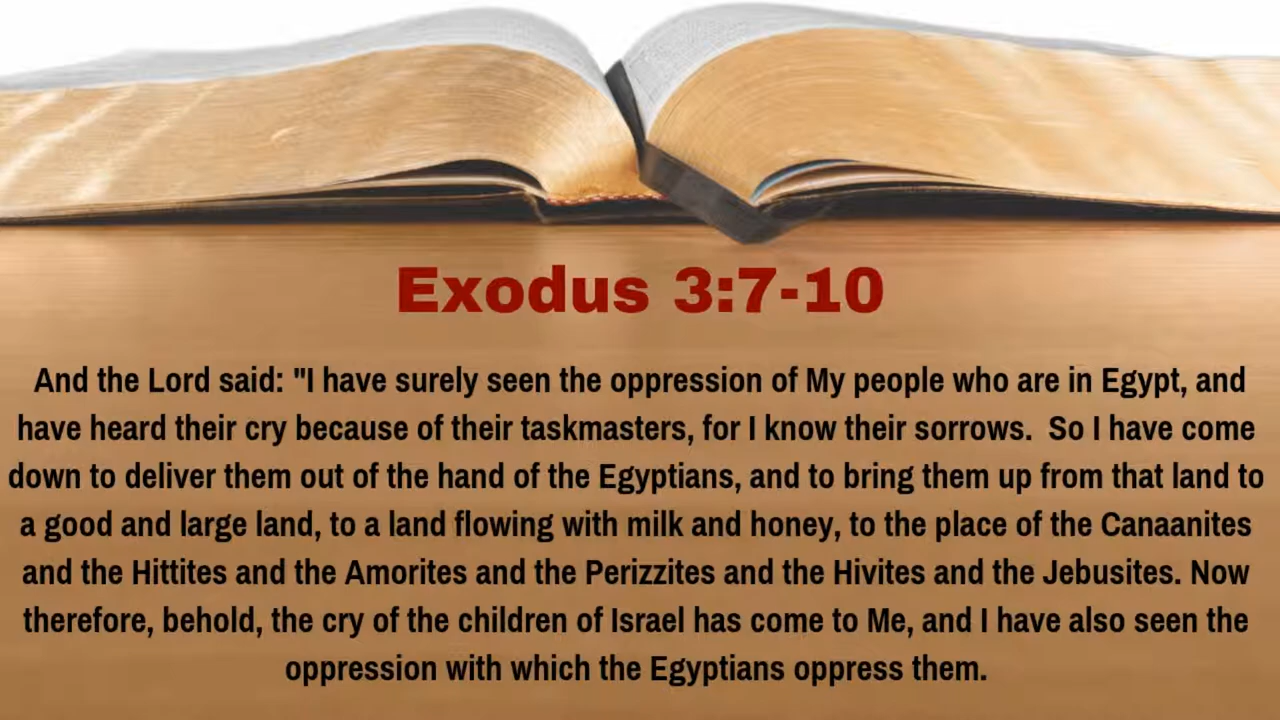 Exodus 3:7-10
And the Lord said: "I have surely seen the oppression of My people who are in Egypt, and
have heard their cry because of their taskmasters, for I know their sorrows.  So I have come
down to deliver them out of the hand of the Egyptians, and to bring them up from that land to
a good and large land, to a land flowing with milk and honey, to the place of the Canaanites
and the Hittites and the Amorites and the Perizzites and the Hivites and the Jebusites. Now
therefore, behold, the cry of the children of Israel has come to Me, and I have also seen the
oppression with which the Egyptians oppress them.